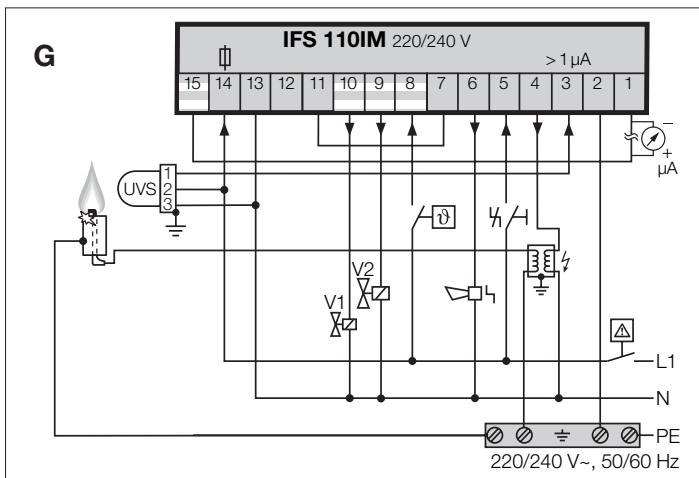 G
IFS 110IM 220/240 V
> 1 µA
15 14 13 12 11 10 9 8 7 6 5 4 3 2 1
–
+
µA
UVS
1
2
3
ϑ
V2
V1
L1
N
PE
220/240 V~, 50/60 Hz